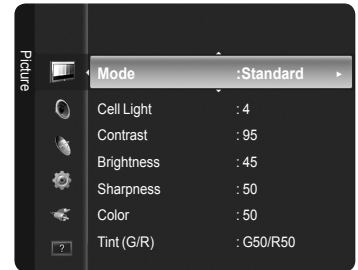 Picture
Mode :Standard
Cell Light : 4
Contrast : 95
Brightness : 45
Sharpness : 50
Color : 50
Tint (G/R) : G50/R50
?